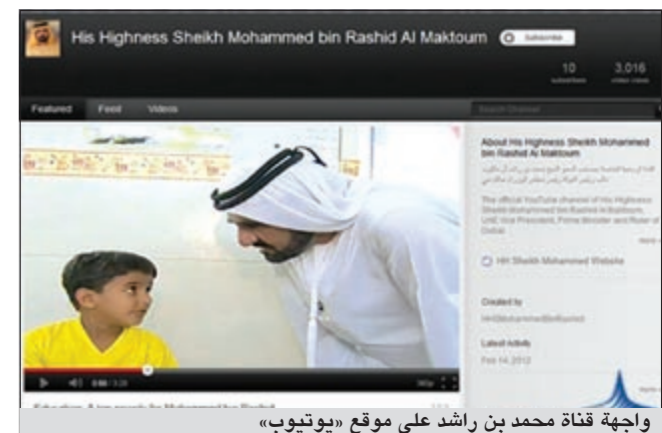 His Highness Sheikh Mohammed bin Rashid Al Maktoum Subscribe
10 3,016
subscribers video views
Featured Feed Videos Search Channel
About His Highness Sheikh Mohammed
bin Rashid Al Maktoum
The official YouTube channel of His Highness
Sheikh Mohammed bin Rashid Al Maktoum,
UAE Vice President, Prime Minister and Ruler of
Dubai
HH Sheikh Mohammed Website
Created by
Latest Activity
Feb 14, 2012
360p
واجهة قناة محمد بن راشد على موقع «يوتيوب»